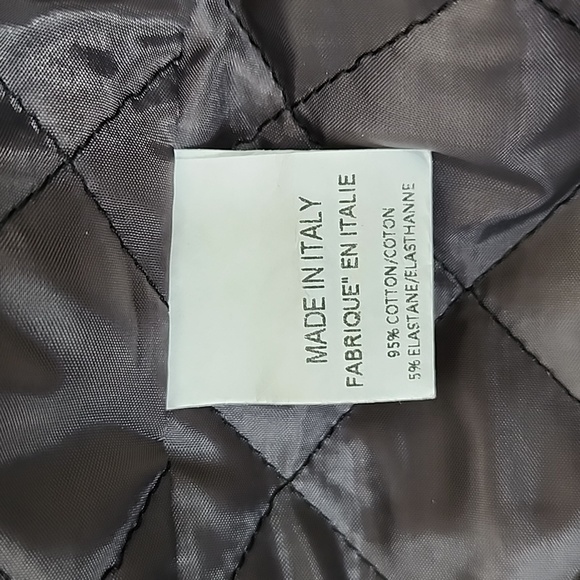 MADE IN ITALY
FABRIQUE" EN ITALIE
95% COTTON/COTON
5% ELASTANE/ELASTHANNE